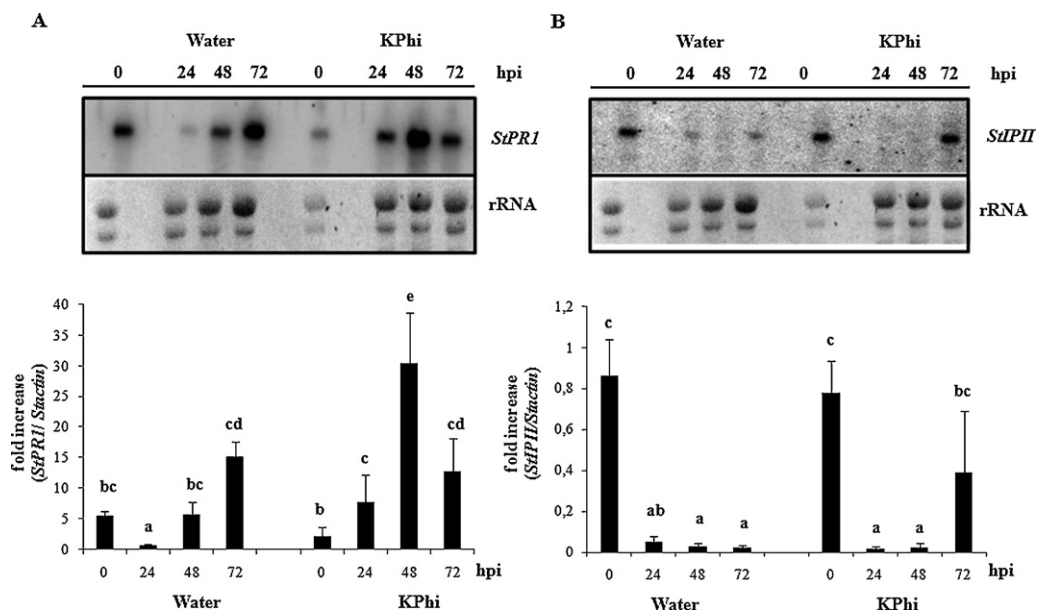 A
Water KPhi
0 24 48 72 0 24 48 72 hpi
StPR1
rRNA
40
35
30
25
20
15
10
5
0
fold increase
(StPR1/ Stactin)
bc a bc cd b c e cd
0 24 48 72 0 24 48 72 hpi
Water KPhi
B
Water KPhi
0 24 48 72 0 24 48 72 hpi
StIPII
rRNA
1,2
1
0,8
0,6
0,4
0,2
0
fold increase
(StIPII/Stactin)
c ab a a c a a bc
0 24 48 72 0 24 48 72 hpi
Water KPhi